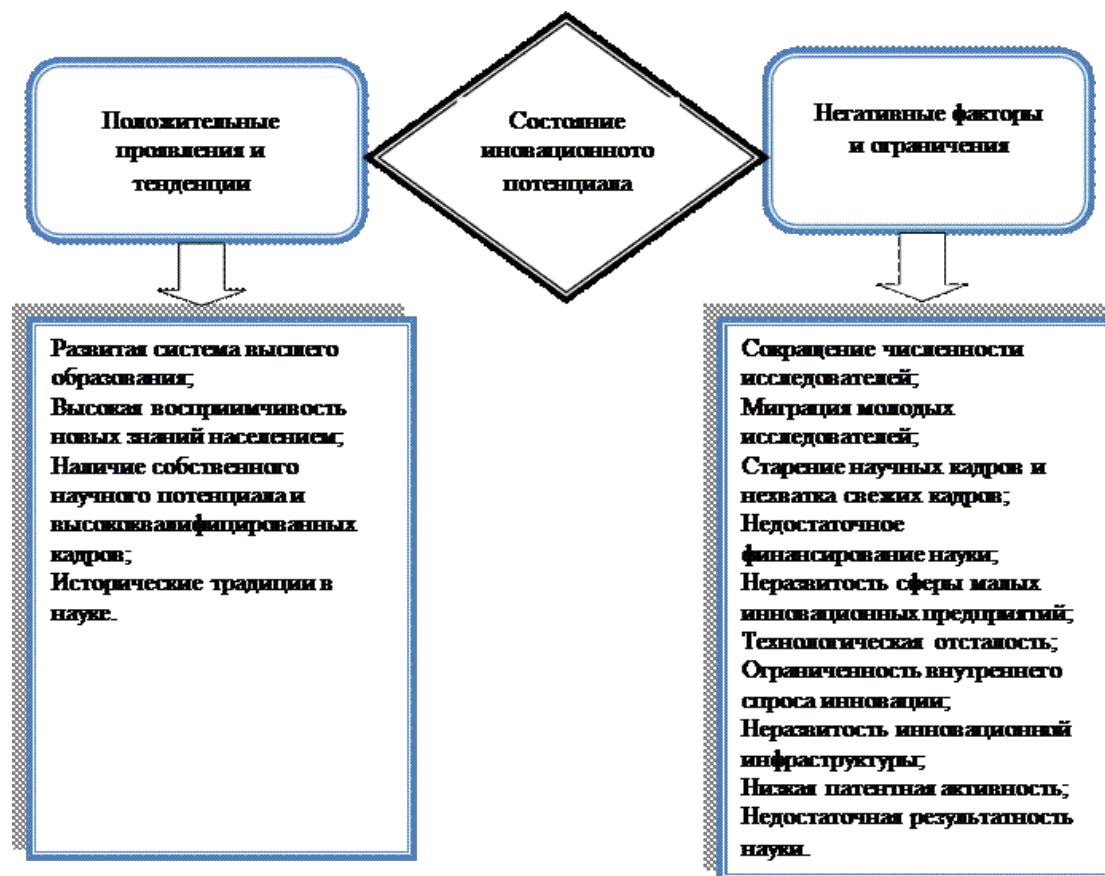 Положительные
проявления и
тенденции
Состояние
иновационното
потенциала
Негативные факторы
и ограничения
Развитая система высшего
образования;
Высокая восприимчивость
новых знаний населением;
Наличие собственного
научного потенциала и
высококвалифицированных
кадров;
Исторические традиции в
науке.
Сокращение численности
исследователей;
Миграция молодых
исследователей;
Старение научных кадров и
нехватка свежих кадров;
Недостаточное
финансирование науки;
Неразвитость сферы малых
инновационных предприятий;
Технологическая отсталость;
Ограниченность внутреннего
спроса инновации;
Неразвитость инновационной
инфраструктуры;
Низкая патентная активность;
Недостаточная результатность
науки.